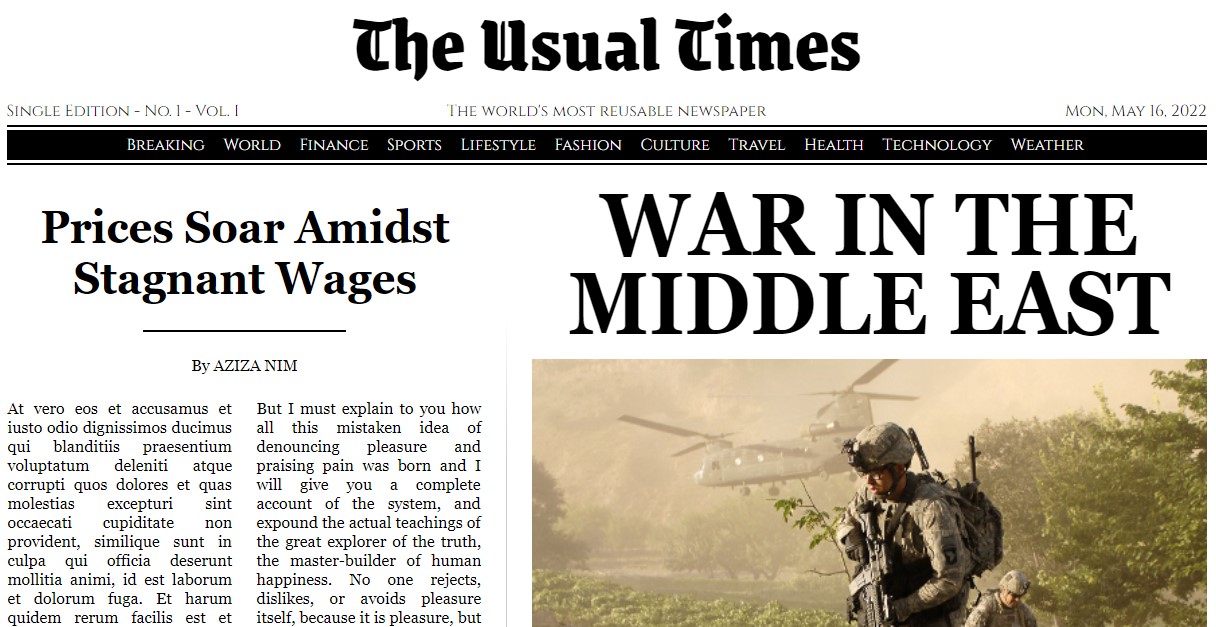 The Usual Times
Single Edition - No. 1 - Vol. I
The world's most reusable newspaper
Mon, May 16, 2022
Breaking World Finance Sports Lifestyle Fashion Culture Travel Health Technology Weather
Prices Soar Amidst
Stagnant Wages
By AZIZA NIM
At vero eos et accusamus et
iusto odio dignissimos ducimus
qui blanditiis praesentium
voluptatum deleniti atque
corrupti quos dolores et quas
molestias excepturi sint
occaecati cupiditate non
provident, similique sunt in
culpa qui officia deserunt
mollitia animi, id est laborum
et dolorum fuga. Et harum
quidem rerum facilis est et
But I must explain to you how
all this mistaken idea of
denouncing pleasure and
praising pain was born and I
will give you a complete
account of the system, and
expound the actual teachings of
the great explorer of the truth,
the master-builder of human
happiness. No one rejects,
dislikes, or avoids pleasure
itself, because it is pleasure, but
WAR IN THE
MIDDLE EAST